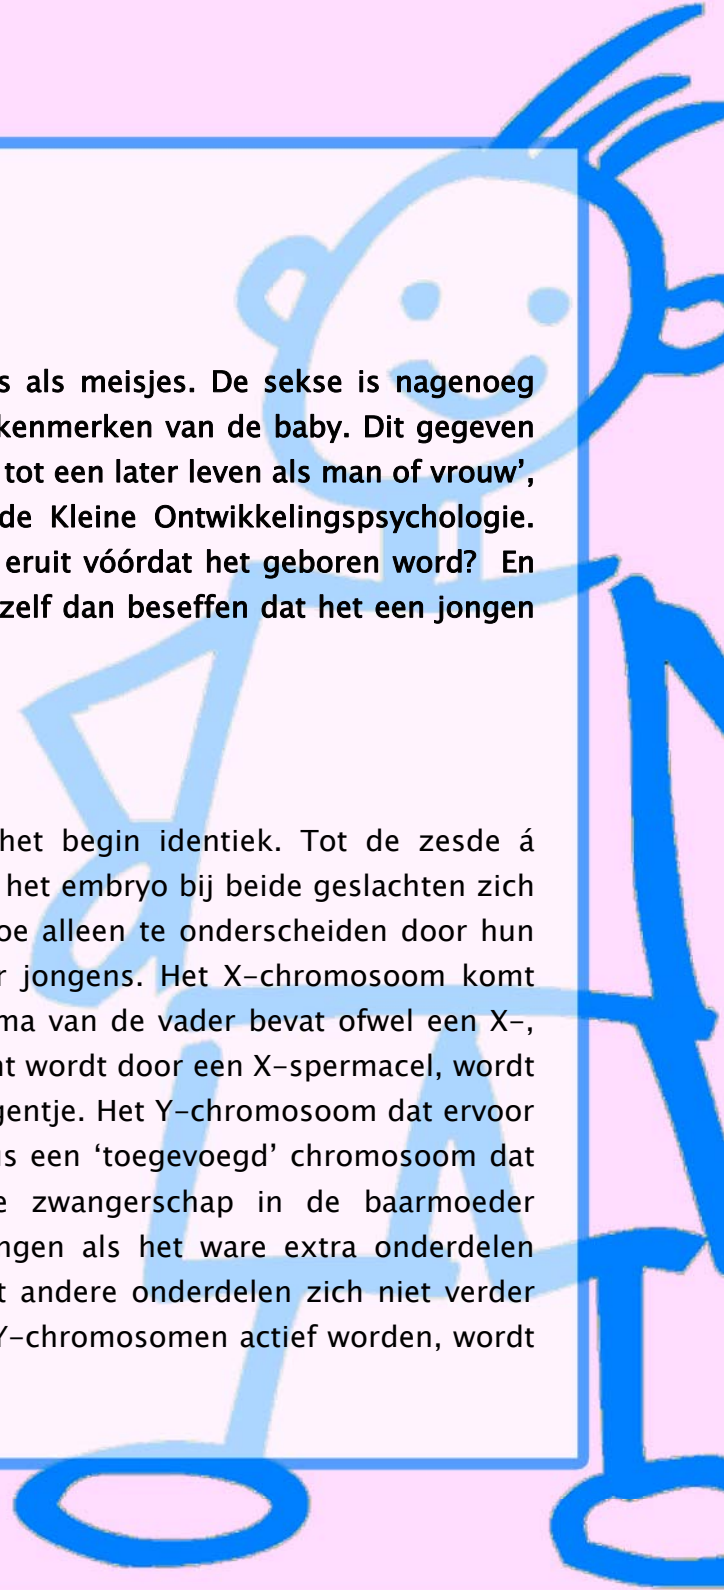 s als meisjes. De sekse is nagenoeg
kenmerken van de baby. Dit gegeven
tot een later leven als man of vrouw’,
de Kleine Ontwikkelingspsychologie.
eruit vóórdat het geboren word? En
zelf dan beseffen dat het een jongen
het begin identiek. Tot de zesde á
het embryo bij beide geslachten zich
oe alleen te onderscheiden door hun
r jongens. Het X-chromosoom komt
ma van de vader bevat ofwel een X-,
nt wordt door een X-spermacel, wordt
gentje. Het Y-chromosoom dat ervoor
us een ‘toegevoegd’ chromosoom dat
e zwangerschap in de baarmoeder
ngen als het ware extra onderdelen
t andere onderdelen zich niet verder
Y-chromosomen actief worden, wordt